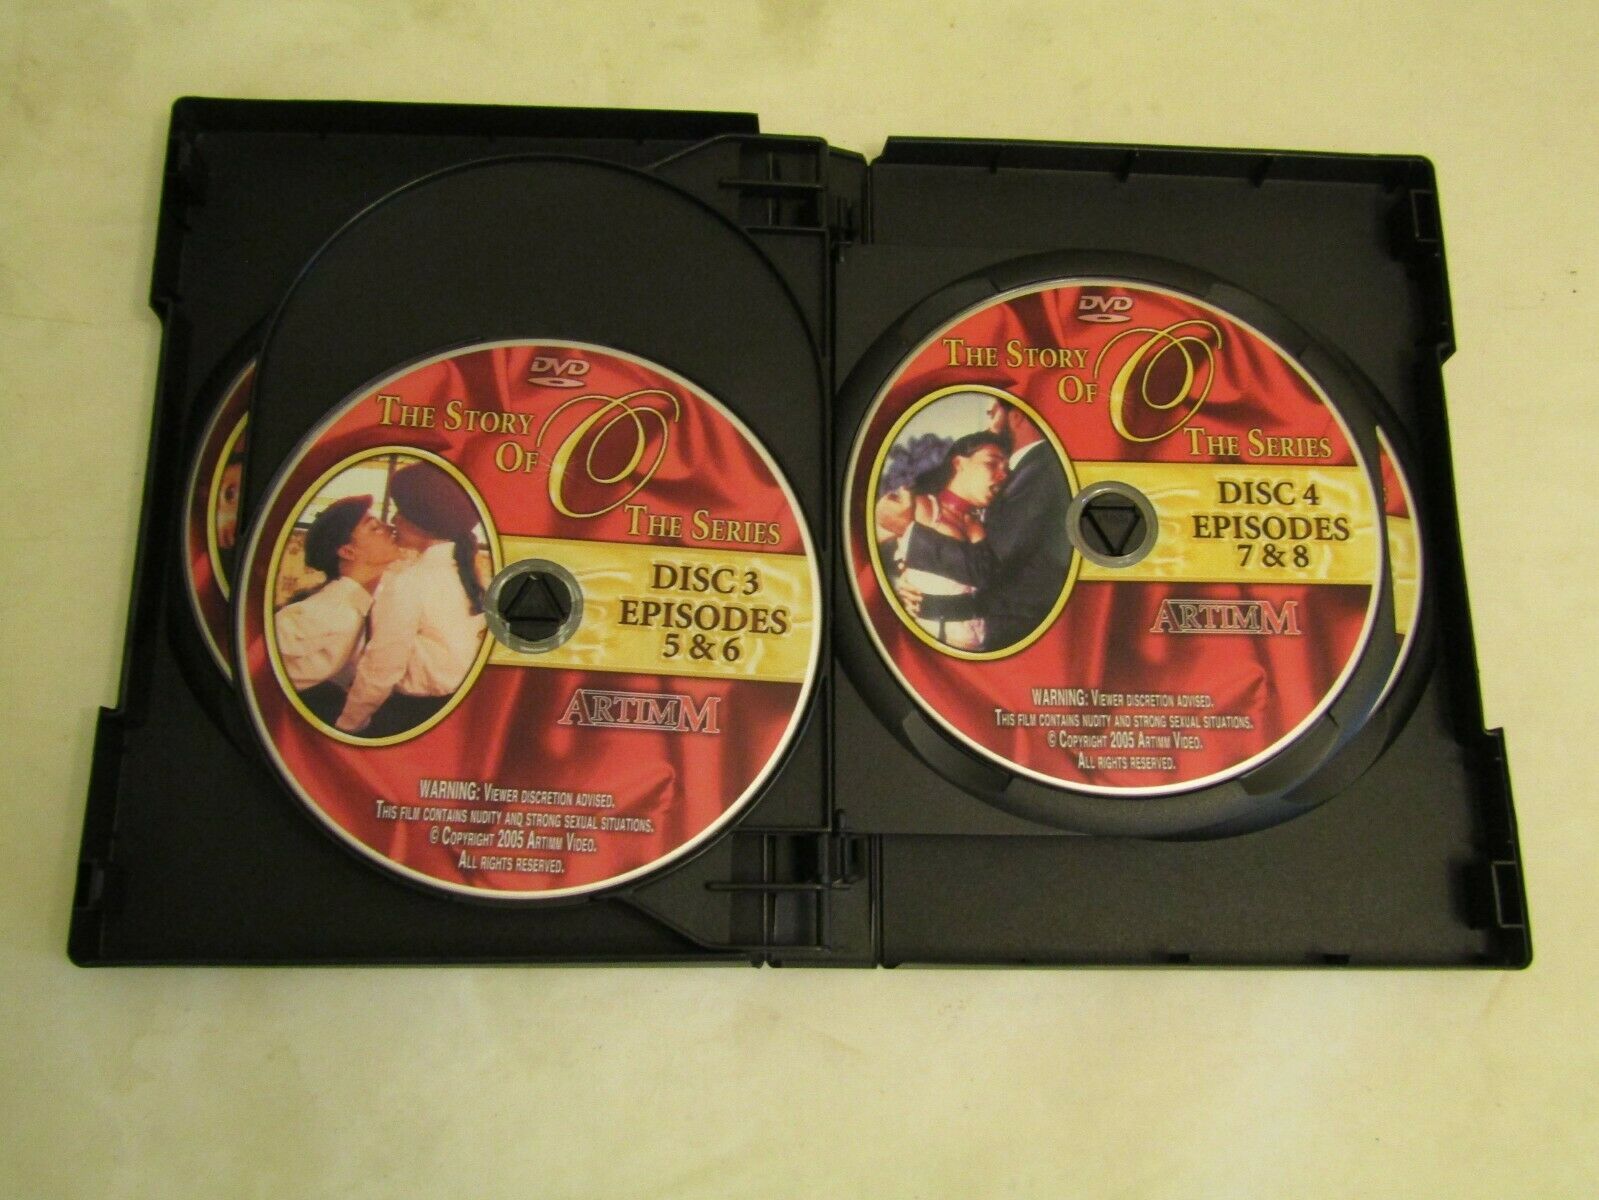 DVD
THE STORY
OF O
THE SERIES
DISC 3
EPISODES
5 & 6
ARTIMM
WARNING: VIEWER DISCRETION ADVISED.
THIS FILM CONTAINS NUDITY AND STRONG SEXUAL SITUATIONS.
© COPYRIGHT 2005 ARTIMM VIDEO.
ALL RIGHTS RESERVED.
DVD
THE STORY
OF O
THE SERIES
DISC 4
EPISODES
7 & 8
ARTIMM
WARNING: VIEWER DISCRETION ADVISED.
THIS FILM CONTAINS NUDITY AND STRONG SEXUAL SITUATIONS.
© COPYRIGHT 2005 ARTIMM VIDEO.
ALL RIGHTS RESERVED.